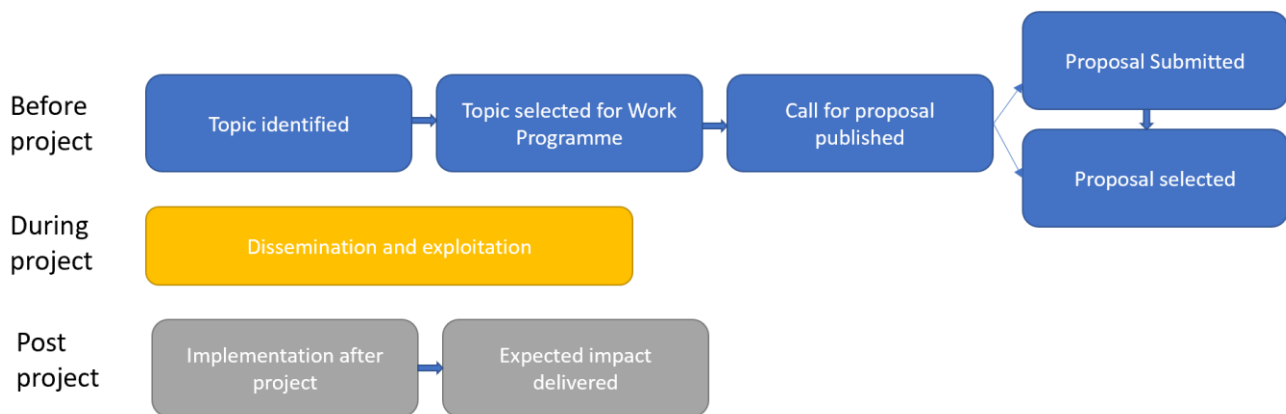 Before
project
Topic identified
Topic selected for Work
Programme
Call for proposal
published
Proposal Submitted
Proposal selected
During
project
Dissemination and exploitation
Post
project
Implementation after
project
Expected impact
delivered